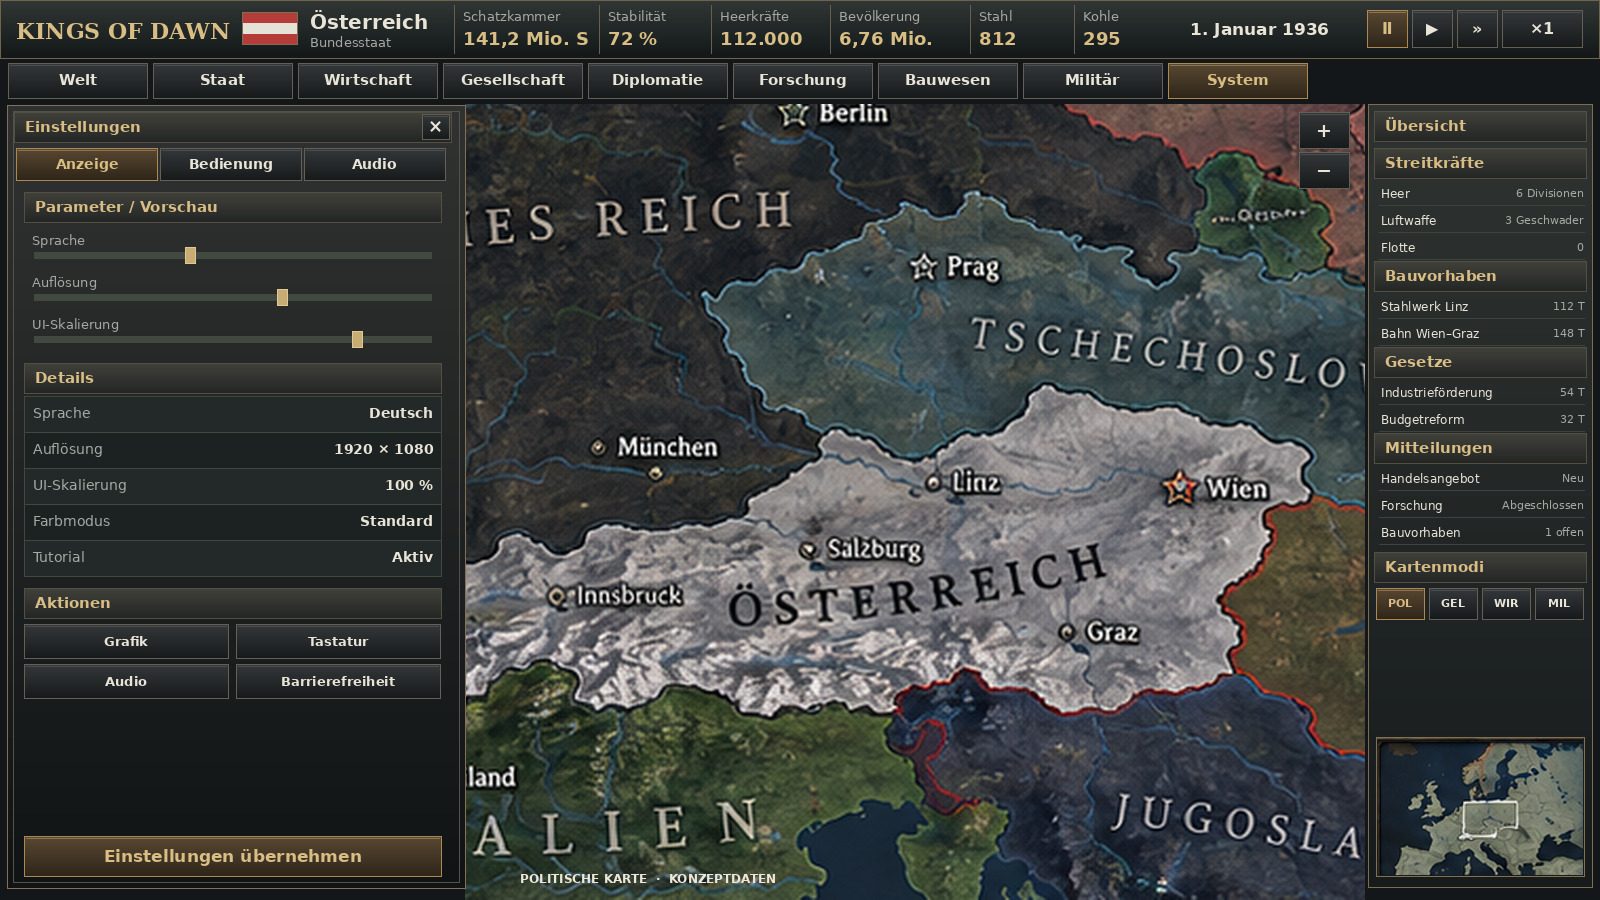 KINGS OF DAWN
Österreich
Bundesstaat
Schatzkammer
141,2 Mio. S
Stabilität
72 %
Heerkräfte
112.000
Bevölkerung
6,76 Mio.
Stahl
812
Kohle
295
1. Januar 1936
II
▶
»
×1
Welt
Staat
Wirtschaft
Gesellschaft
Diplomatie
Forschung
Bauwesen
Militär
System
Einstellungen
×
Anzeige
Bedienung
Audio
Parameter / Vorschau
Sprache
Auflösung
UI-Skalierung
Details
Sprache Deutsch
Auflösung 1920 × 1080
UI-Skalierung 100 %
Farbmodus Standard
Tutorial Aktiv
Aktionen
Grafik
Tastatur
Audio
Barrierefreiheit
Einstellungen übernehmen
Berlin
+
−
IES REICH
Prag
TSCHECHOSLOV
München
Linz
Wien
Salzburg
ÖSTERREICH
Innsbruck
Graz
land
ALIEN
JUGOSLA
POLITISCHE KARTE · KONZEPTDATEN
Übersicht
Streitkräfte
Heer 6 Divisionen
Luftwaffe 3 Geschwader
Flotte 0
Bauvorhaben
Stahlwerk Linz 112 T
Bahn Wien–Graz 148 T
Gesetze
Industrieförderung 54 T
Budgetreform 32 T
Mitteilungen
Handelsangebot Neu
Forschung Abgeschlossen
Bauvorhaben 1 offen
Kartenmodi
POL
GEL
WIR
MIL